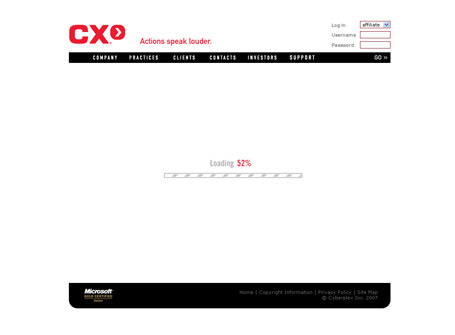 CX
Actions speak louder.
Log In
affiliate
Username
Password
COMPANY PRACTICES CLIENTS CONTACTS INVESTORS SUPPORT GO »
Loading 52%
Microsoft
GOLD CERTIFIED
Partner
Home | Copyright Information | Privacy Policy | Site Map
© Cyberplex Inc. 2007